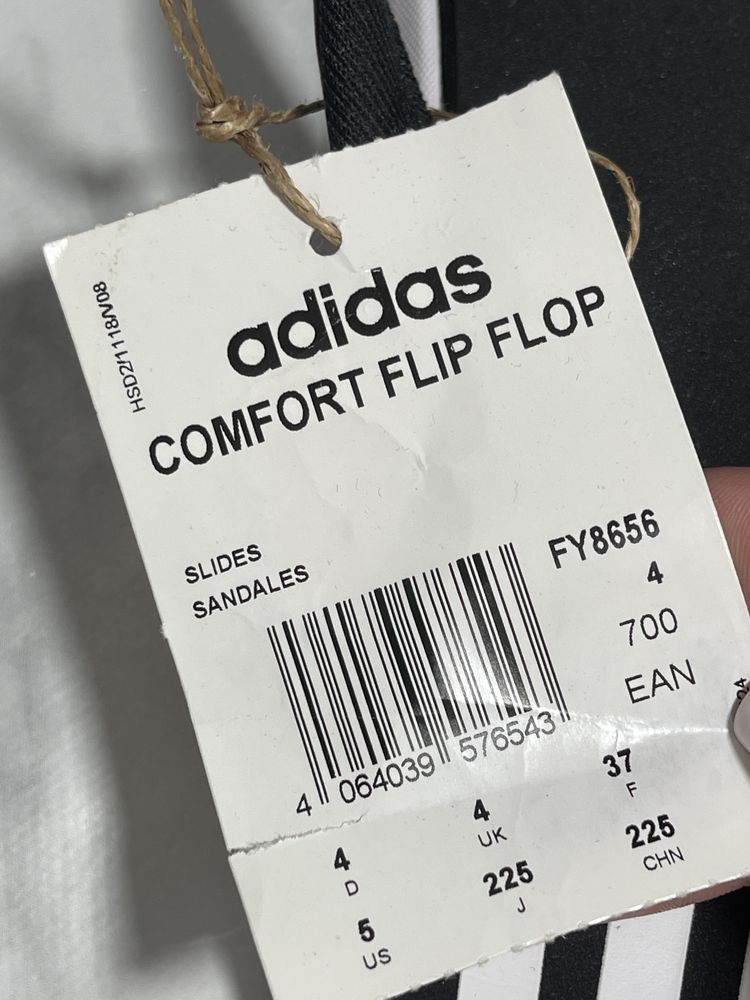 adidas
COMFORT FLIP FLOP
HSD2/1118/V08
SLIDES
SANDALES
FY8656
4
700
EAN
4 064039 576543
4
D
4
UK
37
F
5
US
225
J
225
CHN